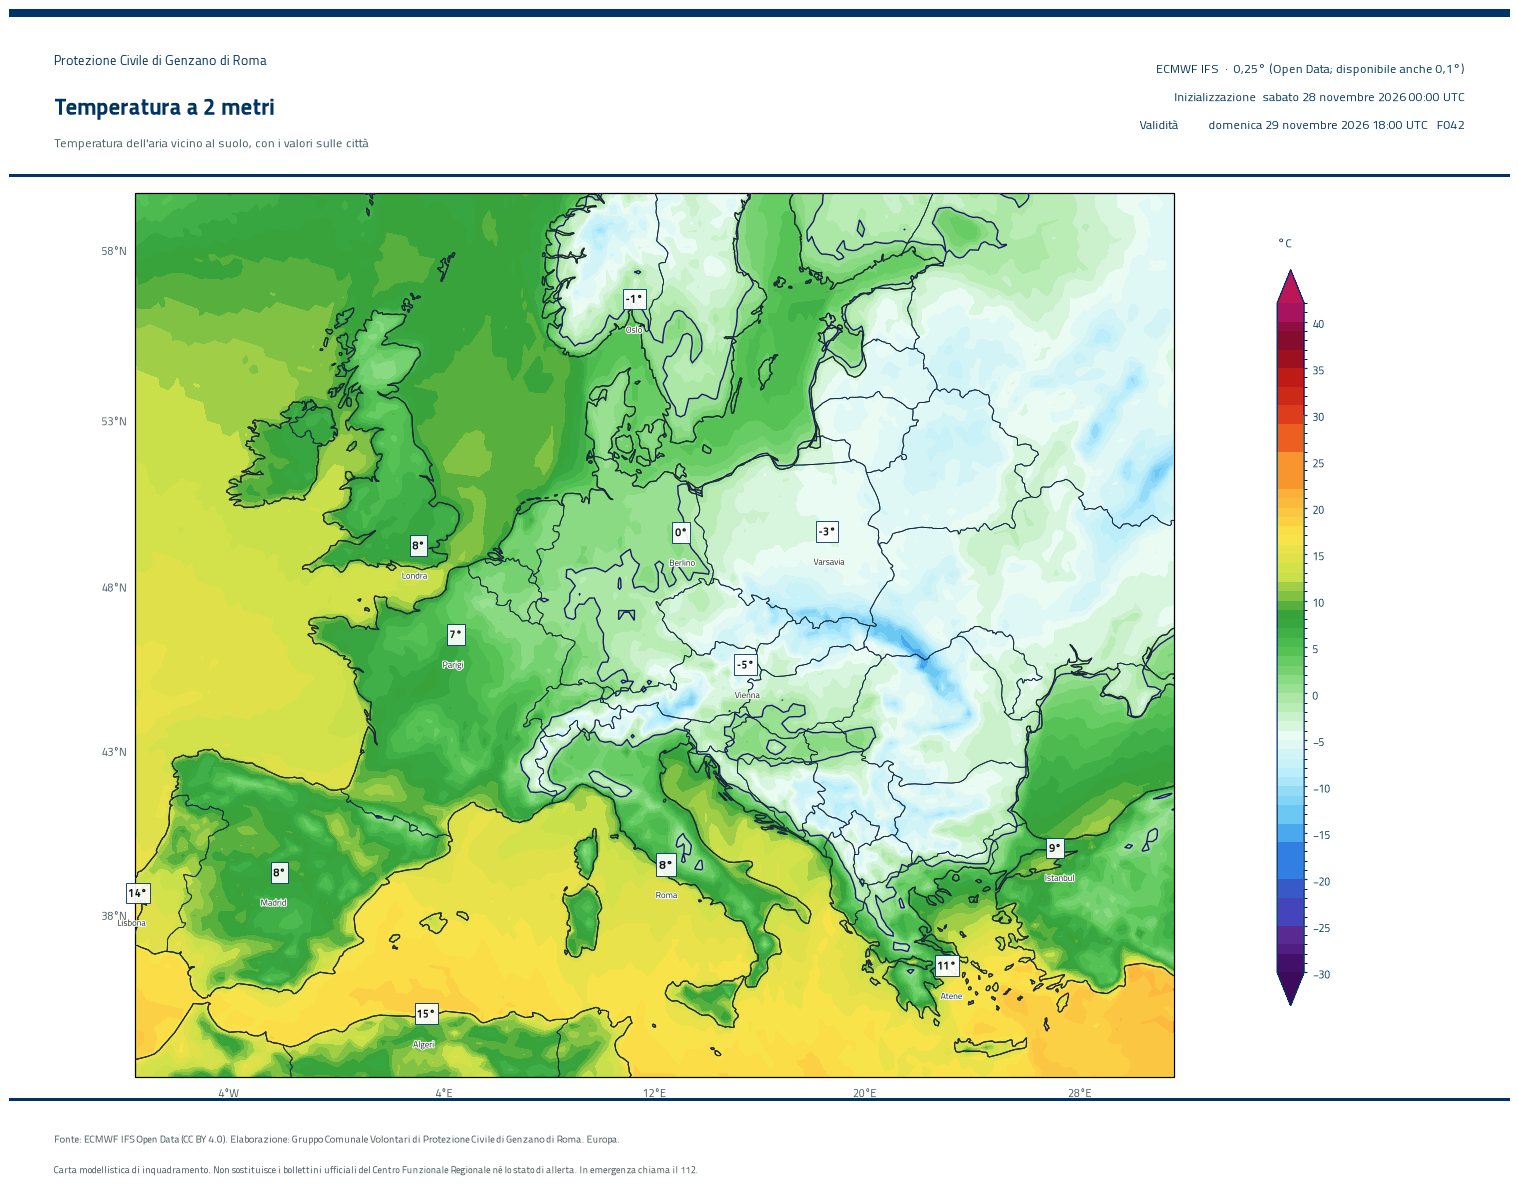 Protezione Civile di Genzano di Roma
Temperatura a 2 metri
Temperatura dell'aria vicino al suolo, con i valori sulle città
ECMWF IFS · 0,25° (Open Data; disponibile anche 0,1°)
Inizializzazione sabato 28 novembre 2026 00:00 UTC
Validità domenica 29 novembre 2026 18:00 UTC F042
58°N
53°N
48°N
43°N
38°N
-1°
Oslo
8°
Londra
0°
Berlino
-3°
Varsavia
7°
Parigi
-5°
Vienna
8°
Madrid
14°
Lisbona
8°
Roma
9°
Istanbul
11°
Atene
15°
Algeri
4°W
4°E
12°E
20°E
28°E
°C
40
35
30
25
20
15
10
5
0
−5
−10
−15
−20
−25
−30
Fonte: ECMWF IFS Open Data (CC BY 4.0). Elaborazione: Gruppo Comunale Volontari di Protezione Civile di Genzano di Roma. Europa.
Carta modellistica di inquadramento. Non sostituisce i bollettini ufficiali del Centro Funzionale Regionale né lo stato di allerta. In emergenza chiama il 112.